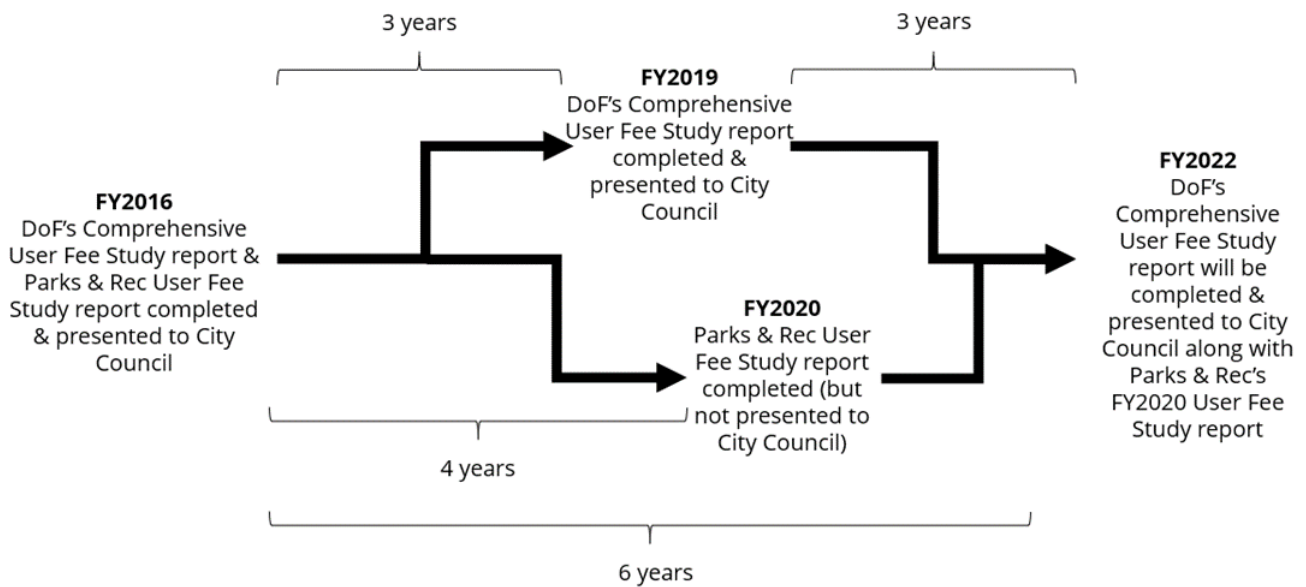 3 years
3 years
FY2016
DoF's Comprehensive
User Fee Study report &
Parks & Rec User Fee
Study report completed
& presented to City
Council
FY2019
DoF's Comprehensive
User Fee Study report
completed &
presented to City
Council
FY2020
Parks & Rec User
Fee Study report
completed (but
not presented to
City Council)
FY2022
DoF's
Comprehensive
User Fee Study
report will be
completed &
presented to City
Council along with
Parks & Rec's
FY2020 User Fee
Study report
4 years
6 years